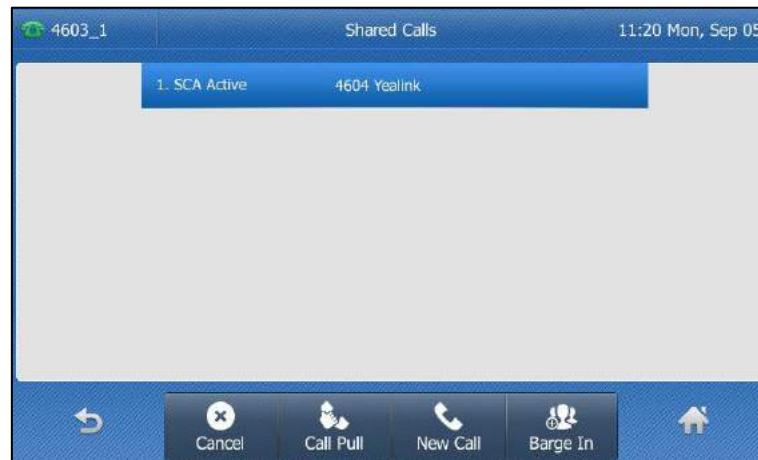 4603_1 Shared Calls 11:20 Mon, Sep 05
1. SCA Active 4604 Yealink
Cancel Call Pull New Call Barge In